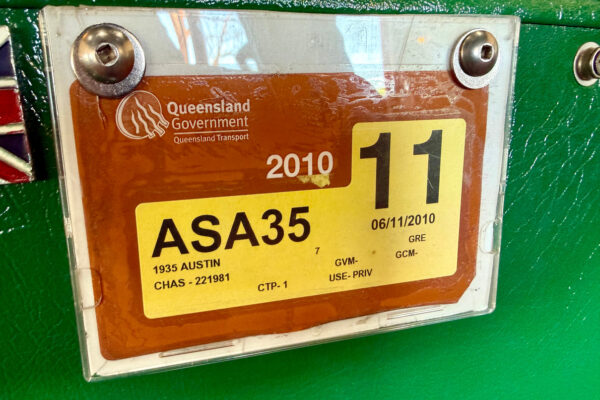 Queensland
Government
Queensland Transport
2010
11
ASA35
06/11/2010
1935 AUSTIN
7
GRE
CHAS - 221981
GVM-
GCM-
CTP- 1
USE- PRIV